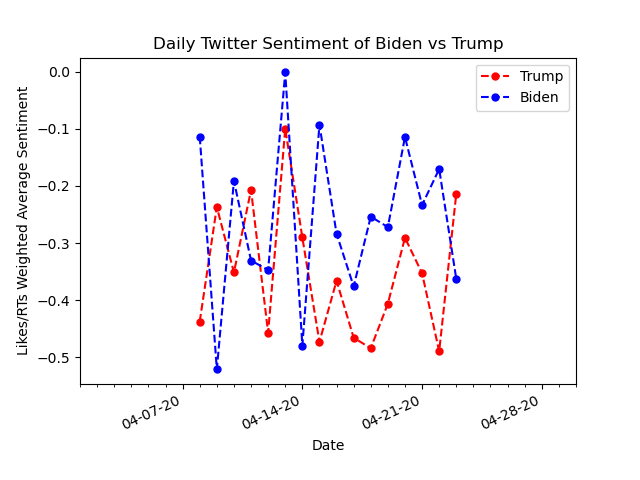 Daily Twitter Sentiment of Biden vs Trump
Trump
Biden
Likes/RTs Weighted Average Sentiment
0.0
−0.1
−0.2
−0.3
−0.4
−0.5
04-07-20
04-14-20
04-21-20
04-28-20
Date